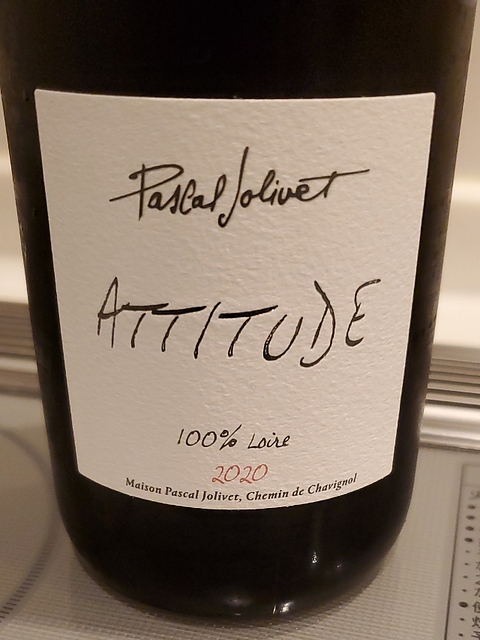 Pascal Jolivet
ATTITUDE
100% Loire
2020
Maison Pascal Jolivet, Chemin de Chavignol